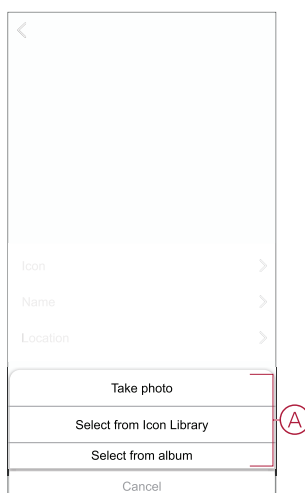 Icon
Name
Location
Take photo
Select from Icon Library
A
Select from album
Cancel